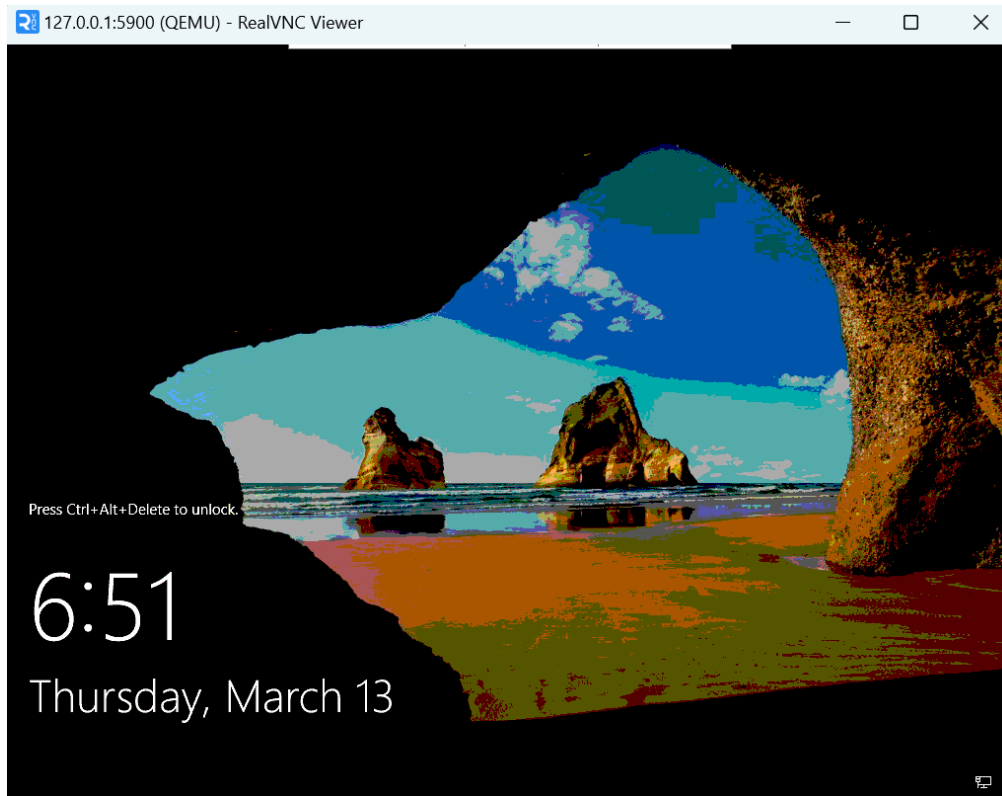 127.0.0.1:5900 (QEMU) - RealVNC Viewer
Press Ctrl+Alt+Delete to unlock.
6:51
Thursday, March 13